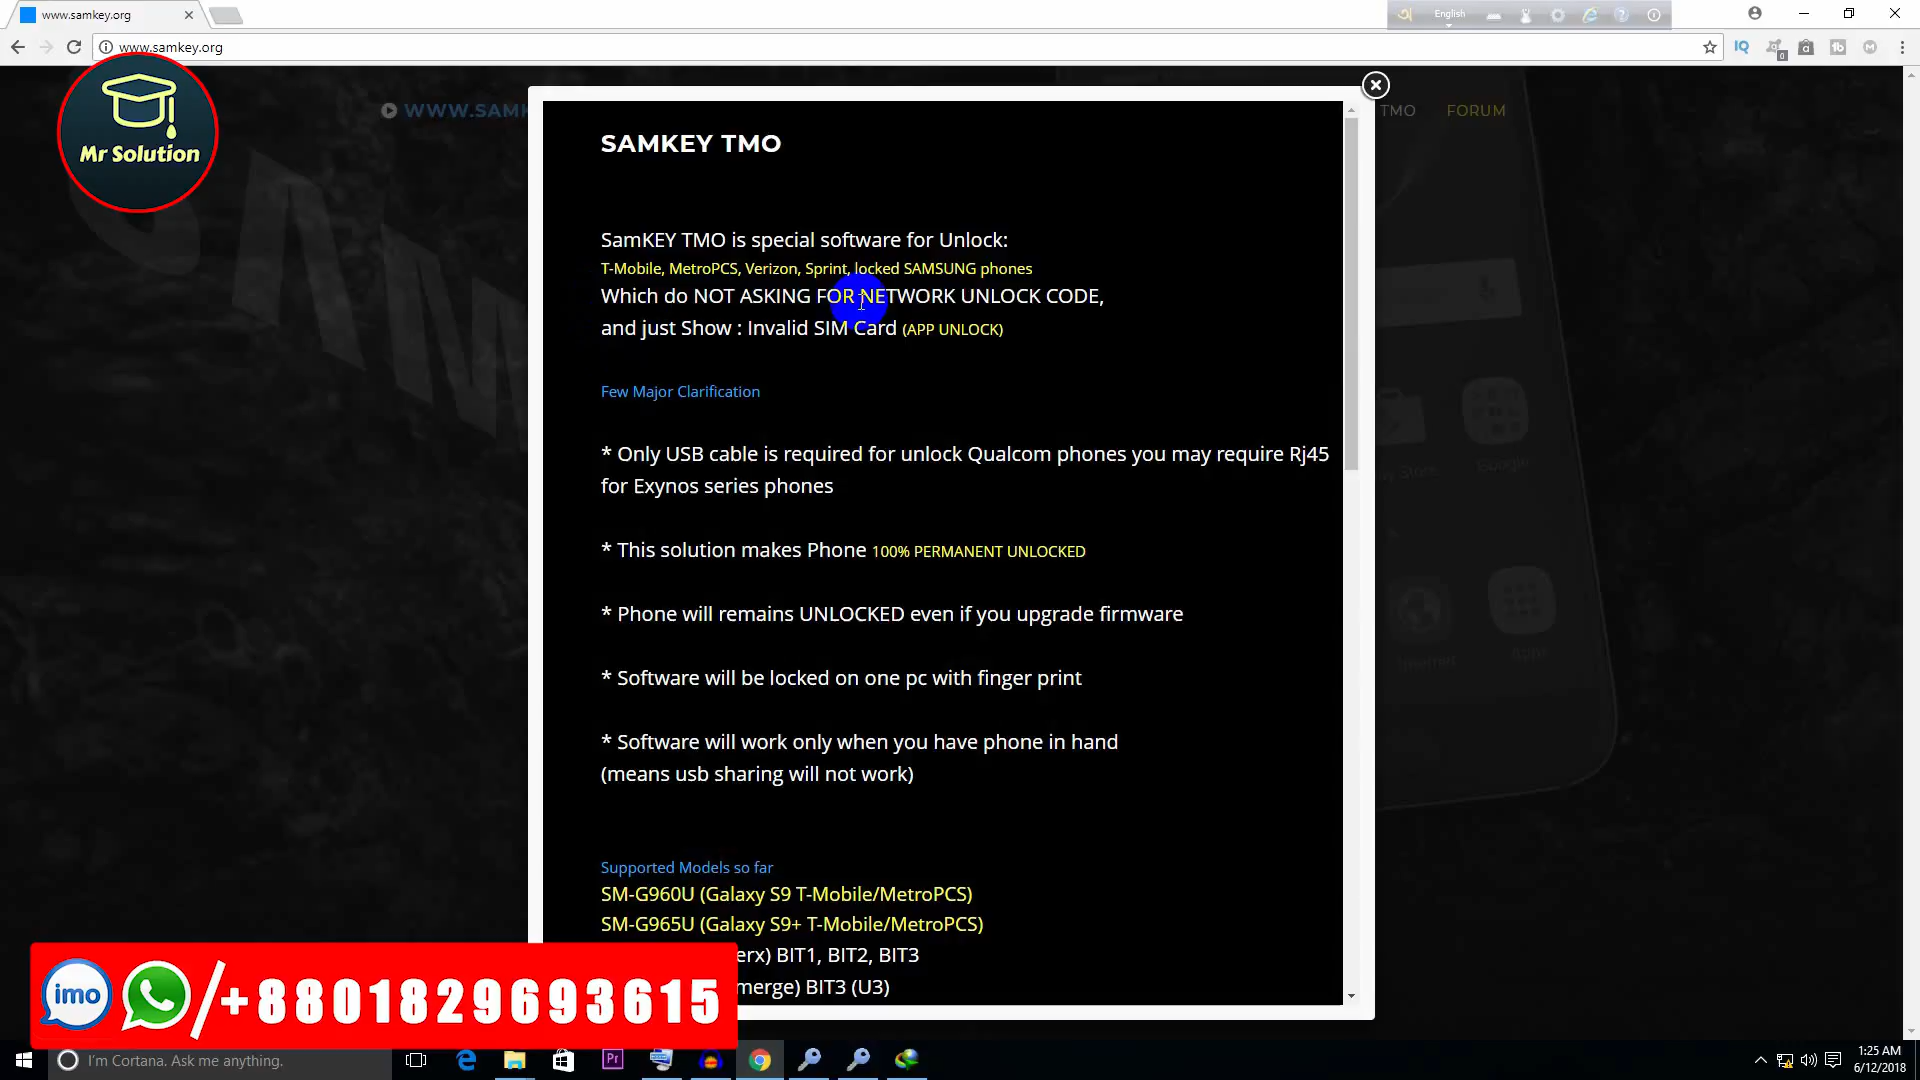 www.samkey.org
English
www.samkey.org
Mr Solution
WWW.SAMK
TMO
FORUM
SAMKEY TMO
SamKEY TMO is special software for Unlock:
T-Mobile, MetroPCS, Verizon, Sprint, locked SAMSUNG phones
Which do NOT ASKING FOR NETWORK UNLOCK CODE,
and just Show : Invalid SIM Card (APP UNLOCK)
Few Major Clarification
* Only USB cable is required for unlock Qualcom phones you may require Rj45
for Exynos series phones
* This solution makes Phone 100% PERMANENT UNLOCKED
* Phone will remains UNLOCKED even if you upgrade firmware
* Software will be locked on one pc with finger print
* Software will work only when you have phone in hand
(means usb sharing will not work)
Supported Models so far
SM-G960U (Galaxy S9 T-Mobile/MetroPCS)
SM-G965U (Galaxy S9+ T-Mobile/MetroPCS)
erx) BIT1, BIT2, BIT3
merge) BIT3 (U3)
Play Store
Google
Internet
Apps
imo
/+8801829693615
I'm Cortana. Ask me anything.
Pr
1:25 AM
6/12/2018